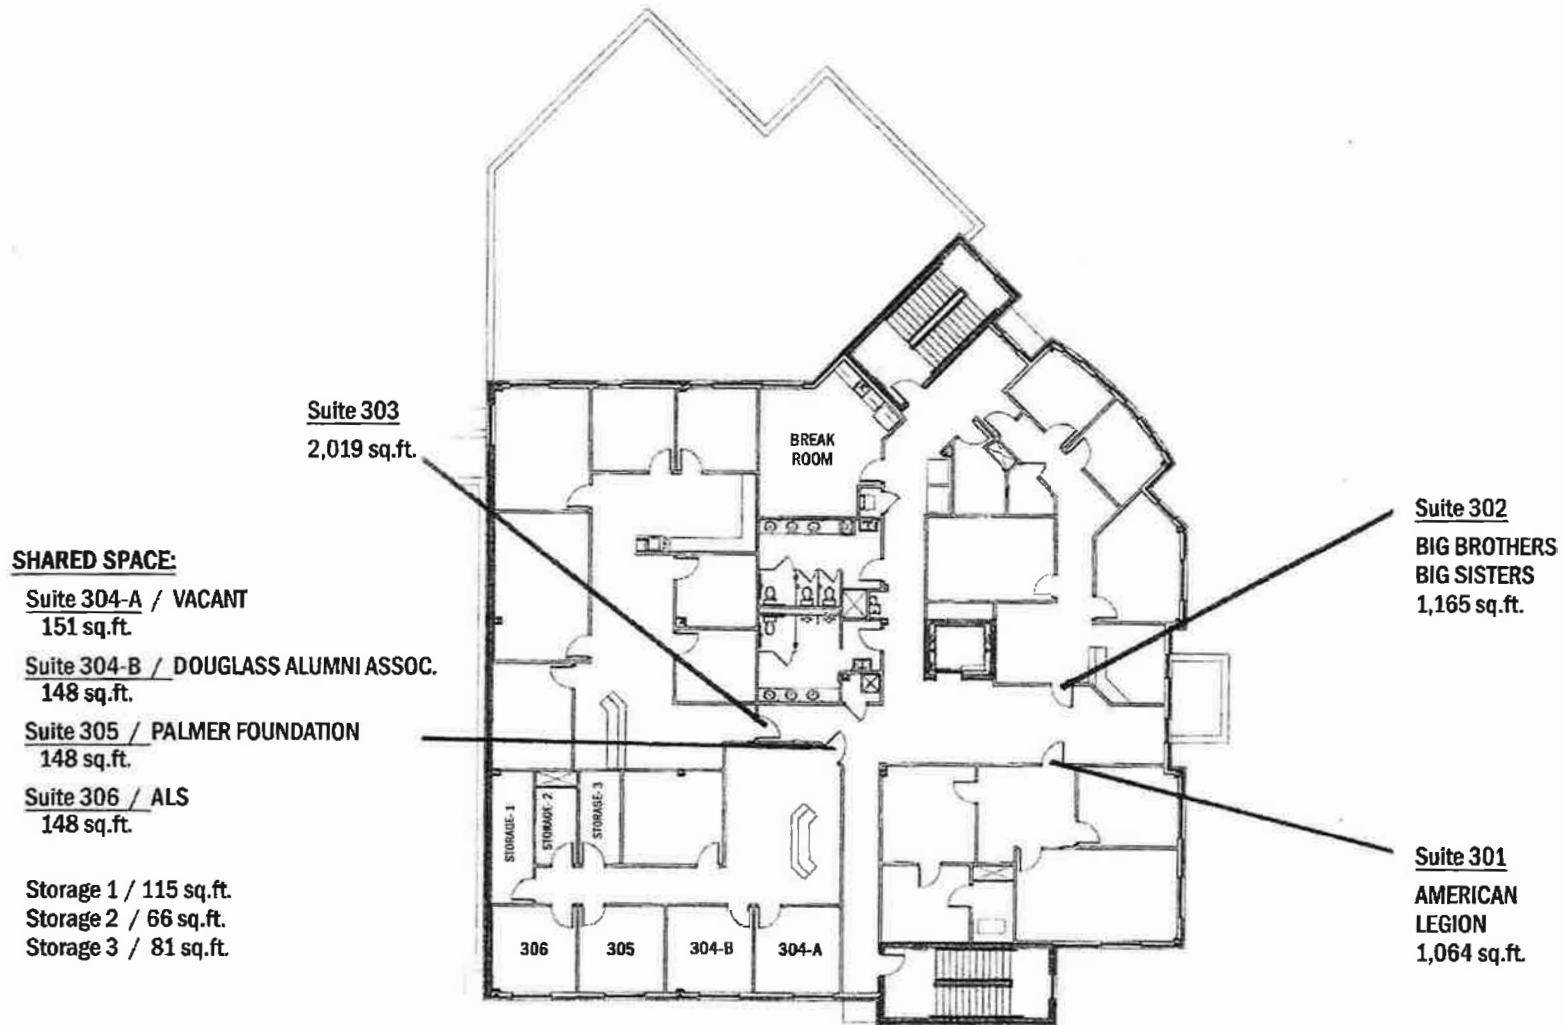 Suite 303
2,019 sq.ft.
SHARED SPACE:
Suite 304-A / VACANT
151 sq.ft.
Suite 304-B / DOUGLASS ALUMNI ASSOC.
148 sq.ft.
Suite 305 / PALMER FOUNDATION
148 sq.ft.
Suite 306 / ALS
148 sq.ft.
Storage 1 / 115 sq.ft.
Storage 2 / 66 sq.ft.
Storage 3 / 81 sq.ft.
BREAK
ROOM
STORAGE-1
STORAGE-2
STORAGE-3
306
305
304-B
304-A
Suite 302
BIG BROTHERS
BIG SISTERS
1,165 sq.ft.
Suite 301
AMERICAN
LEGION
1,064 sq.ft.